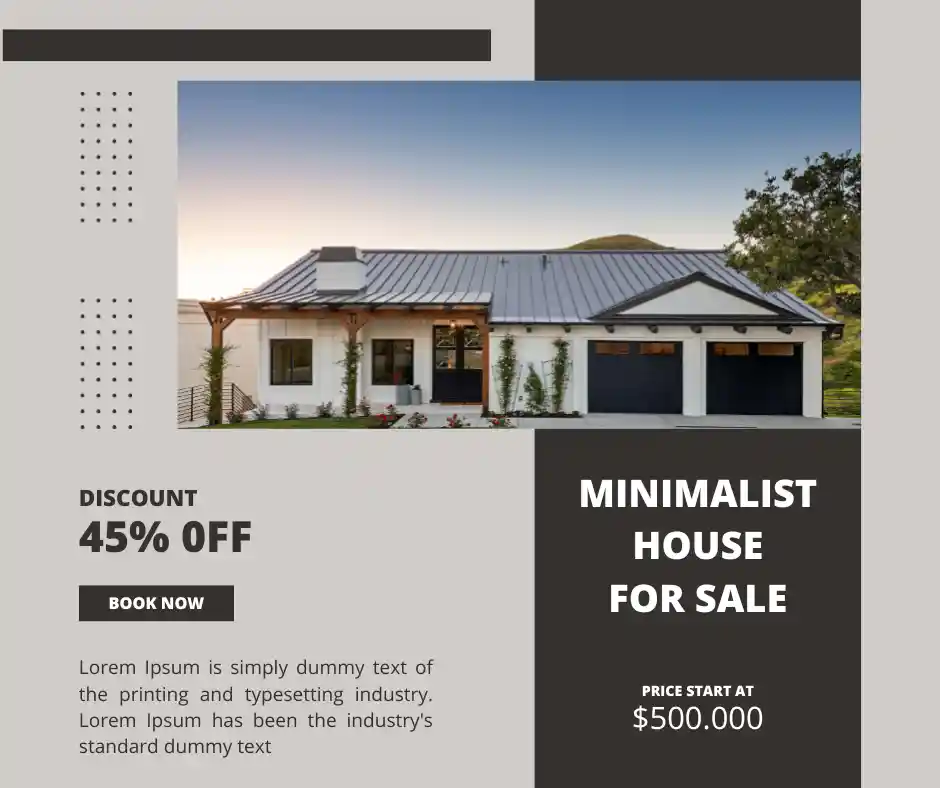 DISCOUNT
45% 0FF
BOOK NOW
Lorem Ipsum is simply dummy text of
the printing and typesetting industry.
Lorem Ipsum has been the industry's
standard dummy text
MINIMALIST
HOUSE
FOR SALE
PRICE START AT
$500.000